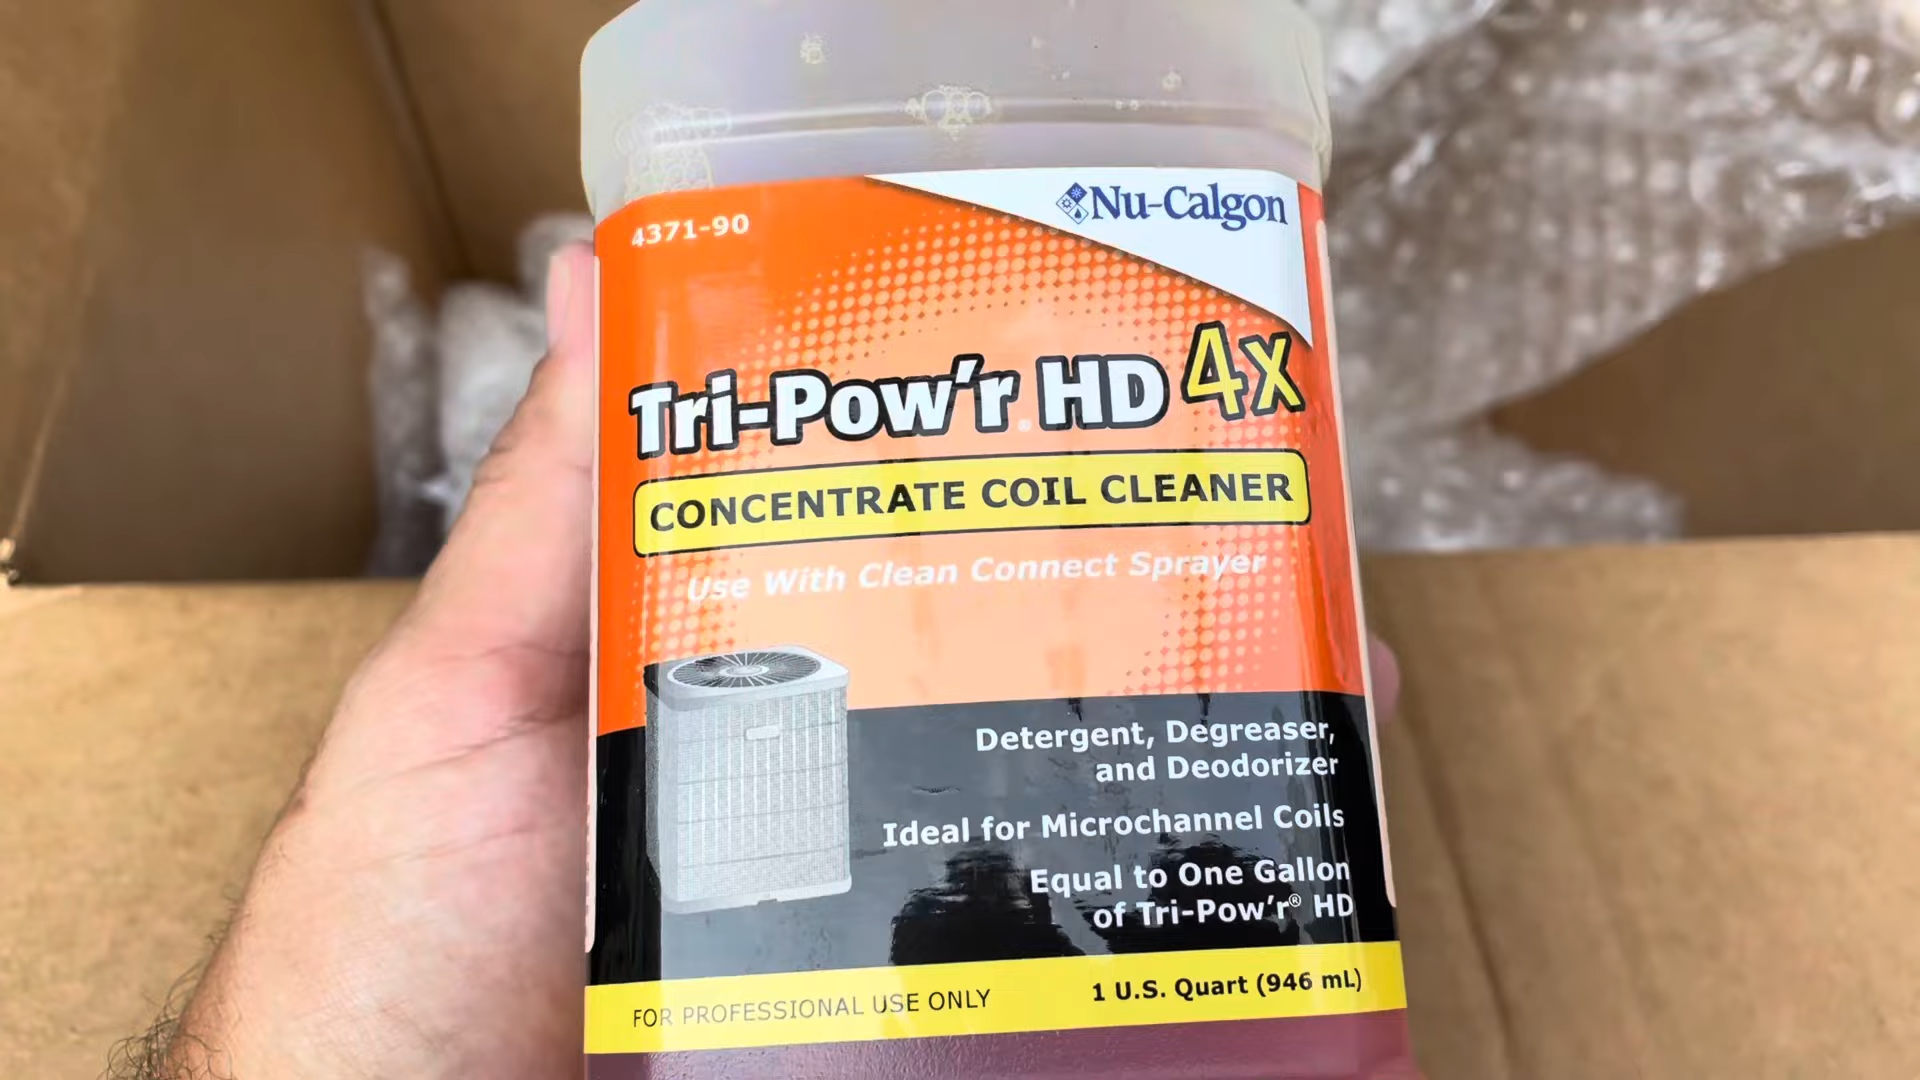 4371-90
Nu-Calgon
Tri-Pow'r® HD 4x
CONCENTRATE COIL CLEANER
Use With Clean Connect Sprayer
Detergent, Degreaser,
and Deodorizer
Ideal for Microchannel Coils
Equal to One Gallon
of Tri-Pow'r® HD
FOR PROFESSIONAL USE ONLY
1 U.S. Quart (946 mL)